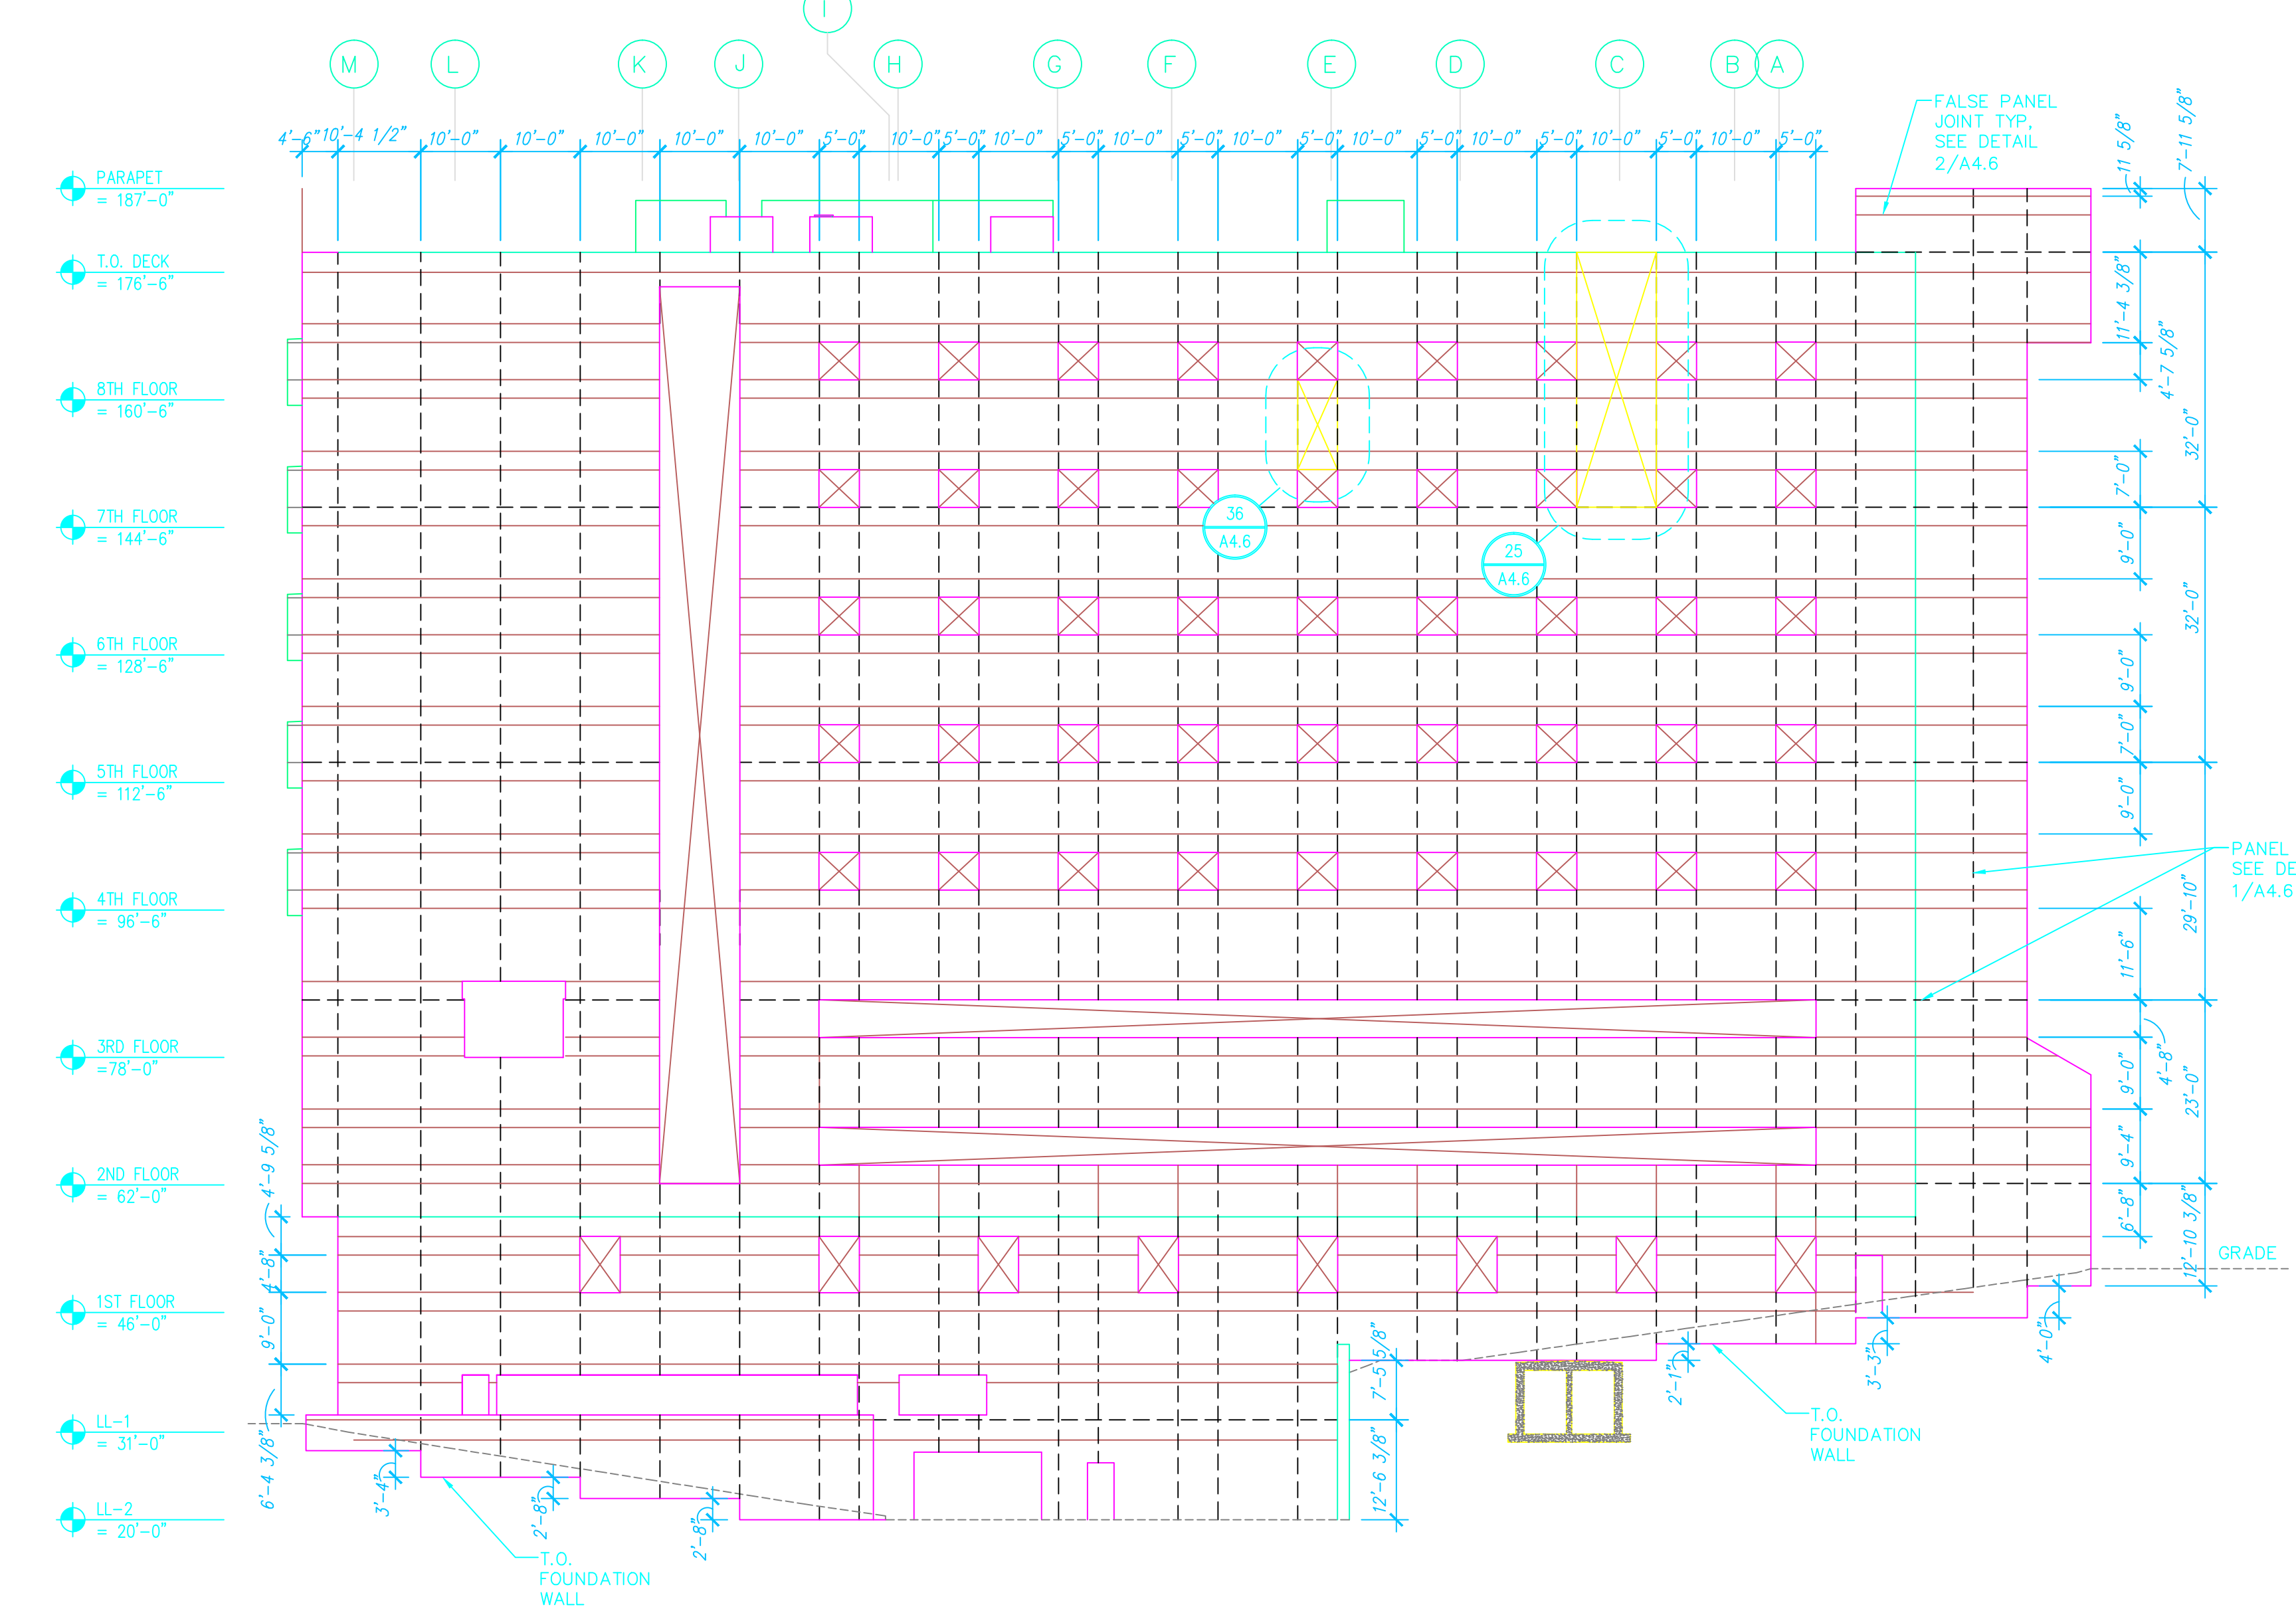 I
M
L
K
J
H
G
F
E
D
C
B
A
4'-6"
10'-4 1/2"
10'-0"
10'-0"
10'-0"
10'-0"
10'-0"
5'-0"
10'-0"
5'-0"
10'-0"
5'-0"
10'-0"
5'-0"
10'-0"
5'-0"
10'-0"
5'-0"
10'-0"
5'-0"
10'-0"
5'-0"
10'-0"
5'-0"
FALSE PANEL
JOINT TYP,
SEE DETAIL
2/A4.6
11 5/8"
7'-11 5/8"
11'-4 3/8"
4'-7 5/8"
32'-0"
7'-0"
9'-0"
32'-0"
9'-0"
7'-0"
9'-0"
29'-10"
11'-6"
4'-8"
9'-0"
23'-0"
9'-4"
6'-8"
12'-10 3/8"
4'-0"
3'-3"
2'-1"
PARAPET
= 187'-0"
T.O. DECK
= 176'-6"
8TH FLOOR
= 160'-6"
7TH FLOOR
= 144'-6"
6TH FLOOR
= 128'-6"
5TH FLOOR
= 112'-6"
4TH FLOOR
= 96'-6"
3RD FLOOR
=78'-0"
2ND FLOOR
= 62'-0"
1ST FLOOR
= 46'-0"
LL-1
= 31'-0"
LL-2
= 20'-0"
36
A4.6
25
A4.6
PANEL
SEE DE
1/A4.6
GRADE
4'-9 5/8"
4'-8"
9'-0"
6'-4 3/8"
3'-4"
2'-8"
2'-8"
7'-5 5/8"
12'-6 3/8"
T.O.
FOUNDATION
WALL
T.O.
FOUNDATION
WALL